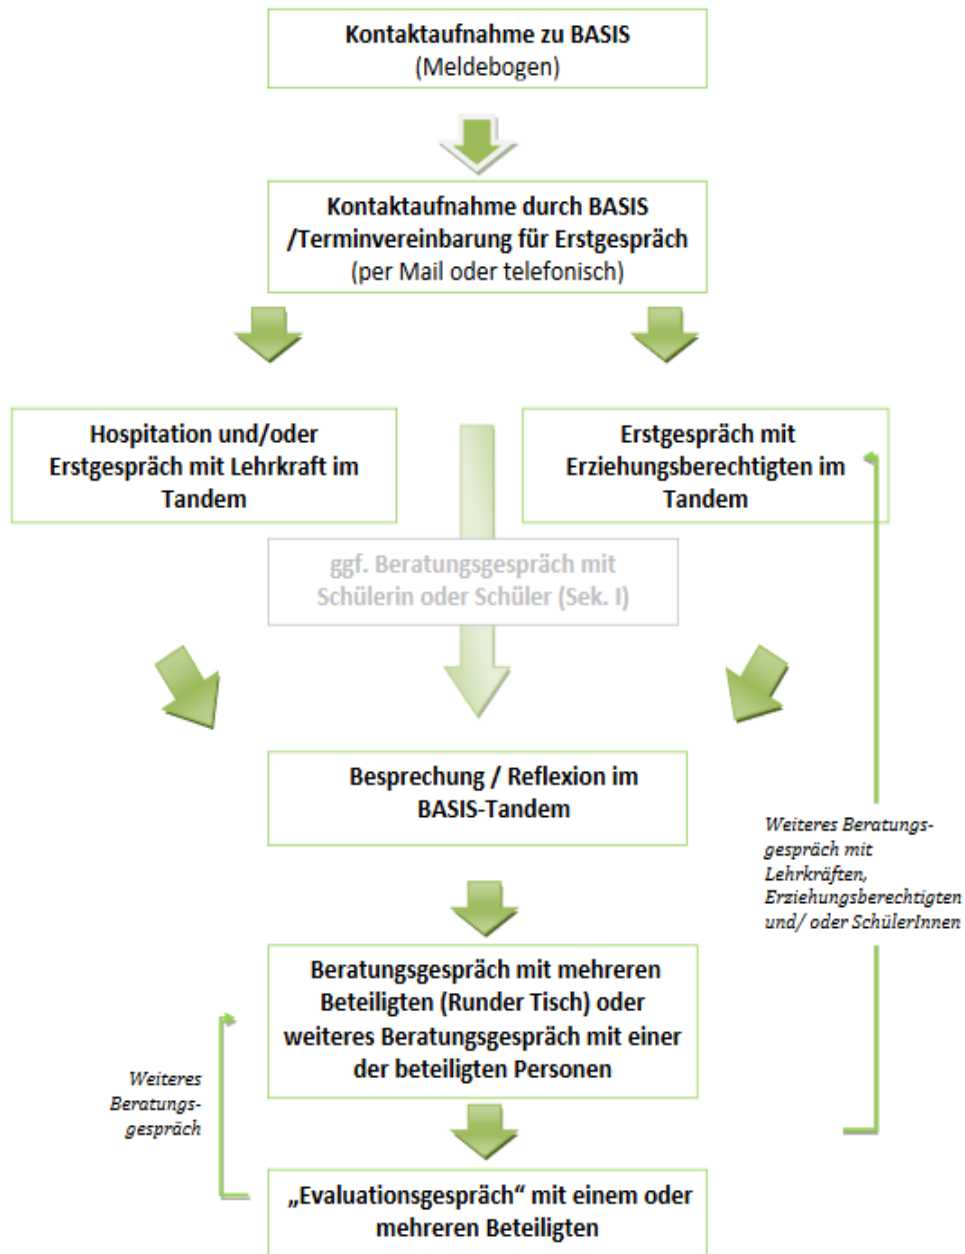 Kontaktaufnahme zu BASIS
(Meldebogen)
Kontaktaufnahme durch BASIS
/Terminvereinbarung für Erstgespräch
(per Mail oder telefonisch)
Hospitation und/oder
Erstgespräch mit Lehrkraft im
Tandem
Erstgespräch mit
Erziehungsberechtigten im
Tandem
ggf. Beratungsgespräch mit
Schülerin oder Schüler (Sek. I)
Besprechung / Reflexion im
BASIS-Tandem
Weiteres Beratungs-
gespräch mit
Lehrkräften,
Erziehungsberechtigten
und/ oder SchülerInnen
Beratungsgespräch mit mehreren
Beteiligten (Runder Tisch) oder
weiteres Beratungsgespräch mit einer
der beteiligten Personen
Weiteres
Beratungs-
gespräch
„Evaluationsgespräch“ mit einem oder
mehreren Beteiligten